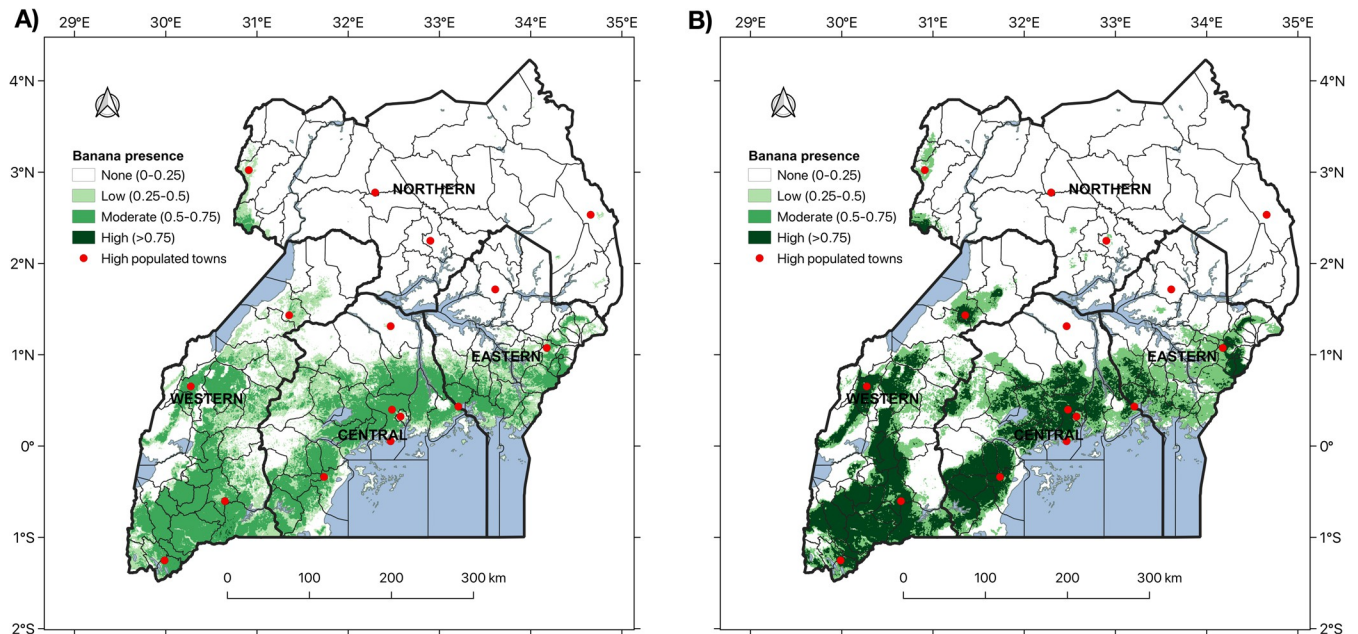 A)
29°E 30°E 31°E 32°E 33°E 34°E 35°E
4°N
3°N
2°N
1°N
0°
1°S
2°S
Banana presence
None (0-0.25)
Low (0.25-0.5)
Moderate (0.5-0.75)
High (>0.75)
High populated towns
NORTHERN
EASTERN
WESTERN
CENTRAL
0 100 200 300 km
B)
29°E 30°E 31°E 32°E 33°E 34°E 35°E
4°N
3°N
2°N
1°N
0°
1°S
2°S
Banana presence
None (0-0.25)
Low (0.25-0.5)
Moderate (0.5-0.75)
High (>0.75)
High populated towns
NORTHERN
EASTERN
WESTERN
CENTRAL
0 100 200 300 km